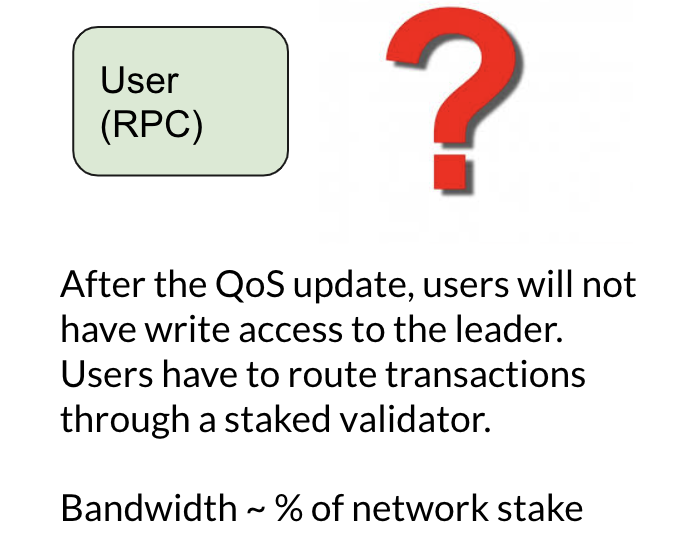 User
(RPC)
?
After the QoS update, users will not
have write access to the leader.
Users have to route transactions
through a staked validator.
Bandwidth ~ % of network stake